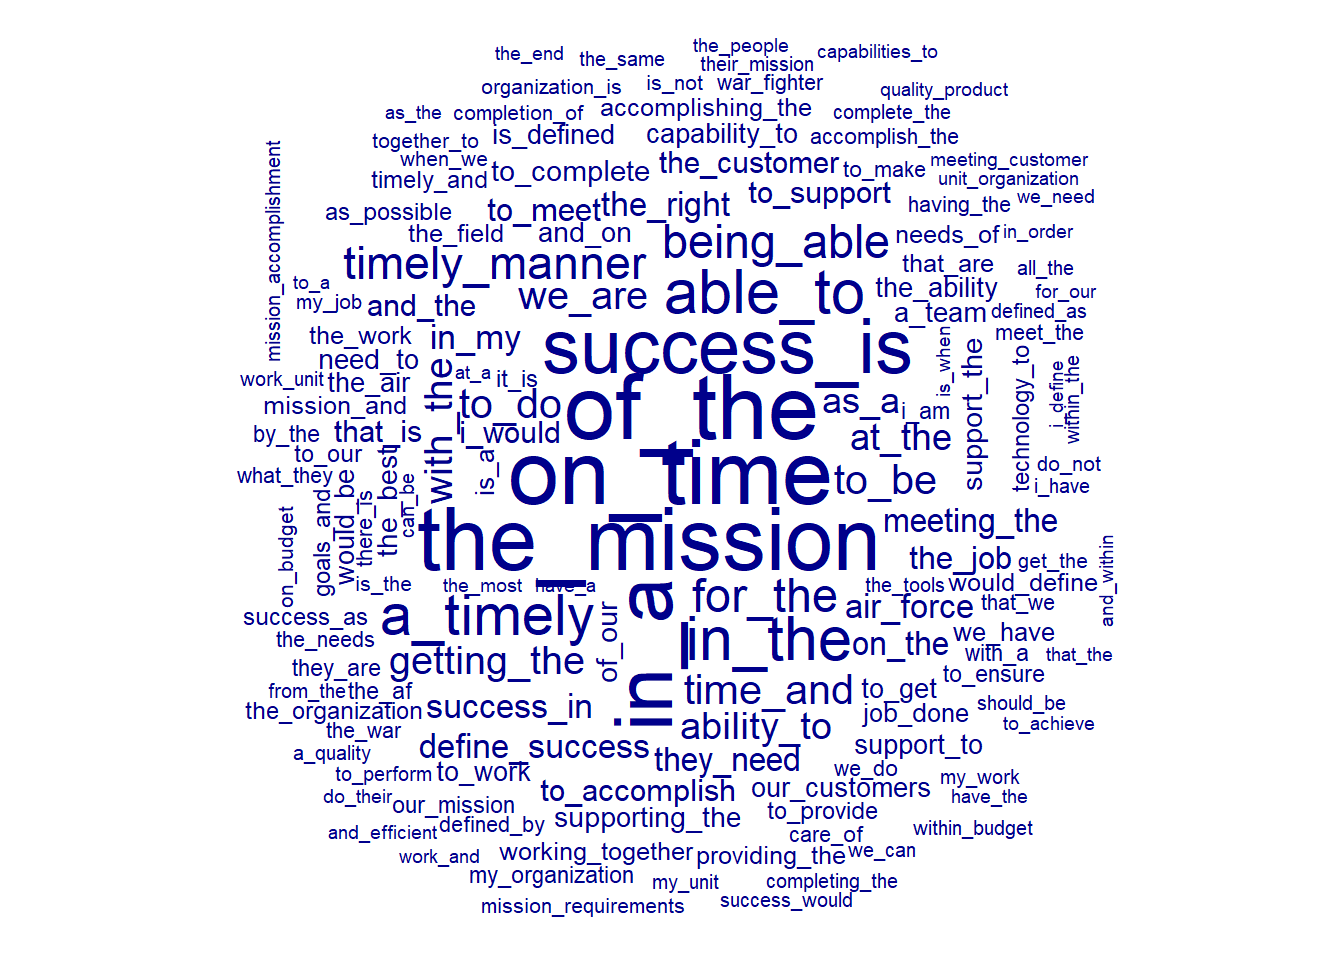 the_people capabilities_to
the_end the_same their_mission
organization_is is_not war_fighter quality_product
as_the completion_of accomplishing_the complete_the
together_to is_defined capability_to accomplish_the
when_we to_complete the_customer to_make meeting_customer
timely_and to_support unit_organization
as_possible to_meet the_right having_the we_need
the_field and_on being_able needs_of in_order
mission_accomplishment
timely_manner that_are all_the
to_a we_are able_to the_ability for_our
my_job and_the a_team defined_as
the_work in_my success_is meet_the
need_to is_when support_the technology_to i_define within_the
work_unit the_air with_the at_a it_is
mission_and to_do of_the as_a i_am
by_the that_is i_would at_the
to_our is_a do_not
what_they would_be the_best on_time to_be i_have
on_budget goals_and there_is can_be
the_mission meeting_the
the_job get_the and_within
is_the the_most have_a the_tools would_define
success_as a_timely in_a for_the air_force that_we
the_needs of_our in_the on_the we_have
they_are getting_the with_a that_the
from_the the_af time_and to_get to_ensure
the_organization success_in job_done should_be
the_war ability_to to_achieve
a_quality define_success they_need support_to
to_perform to_work we_do my_work
do_their our_mission to_accomplish our_customers have_the
and_efficient defined_by supporting_the to_provide within_budget
care_of
work_and working_together providing_the we_can
my_organization my_unit completing_the
mission_requirements success_would